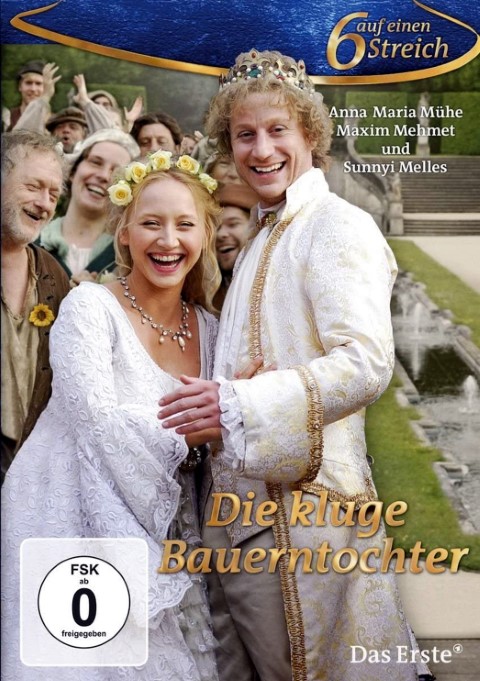 6 auf einen
Streich
Anna Maria Mühe
Maxim Mehmet
und
Sunnyi Melles
Die kluge
Bauerntochter
FSK
ab
0
freigegeben
Das Erste